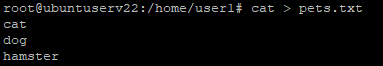 root@ubuntuserv22:/home/user1# cat > pets.txt
cat
dog
hamster